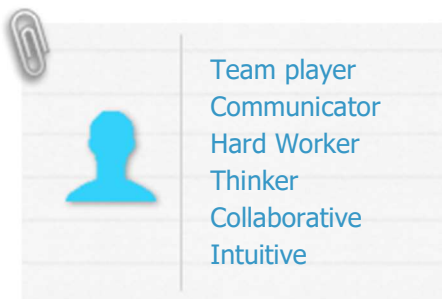 Team player
Communicator
Hard Worker
Thinker
Collaborative
Intuitive